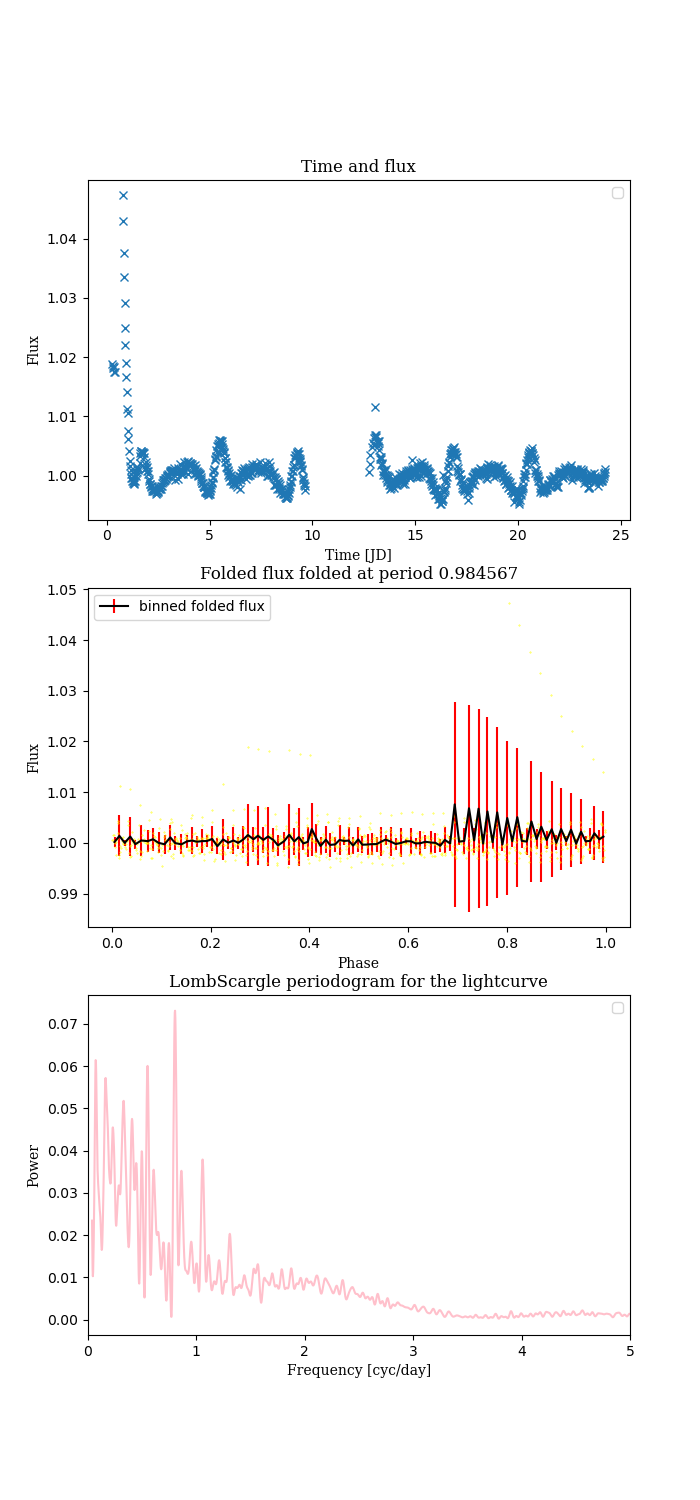 Time and flux
1.04
1.03
1.02
1.01
1.00
Flux
0 5 10 15 20 25
Time [JD]
Folded flux folded at period 0.984567
binned folded flux
1.05
1.04
1.03
1.02
1.01
1.00
0.99
Flux
0.0 0.2 0.4 0.6 0.8 1.0
Phase
LombScargle periodogram for the lightcurve
0.07
0.06
0.05
0.04
0.03
0.02
0.01
0.00
Power
0 1 2 3 4 5
Frequency [cyc/day]